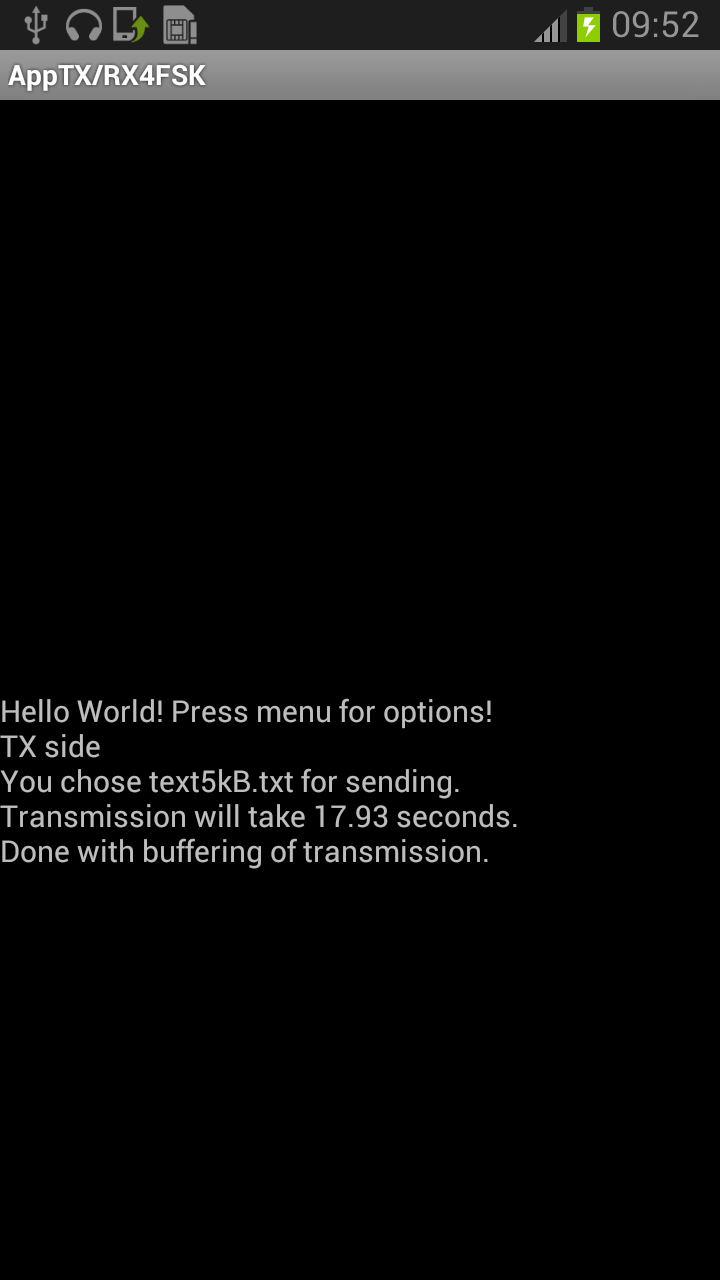 09:52
AppTX/RX4FSK
Hello World! Press menu for options!
TX side
You chose text5kB.txt for sending.
Transmission will take 17.93 seconds.
Done with buffering of transmission.